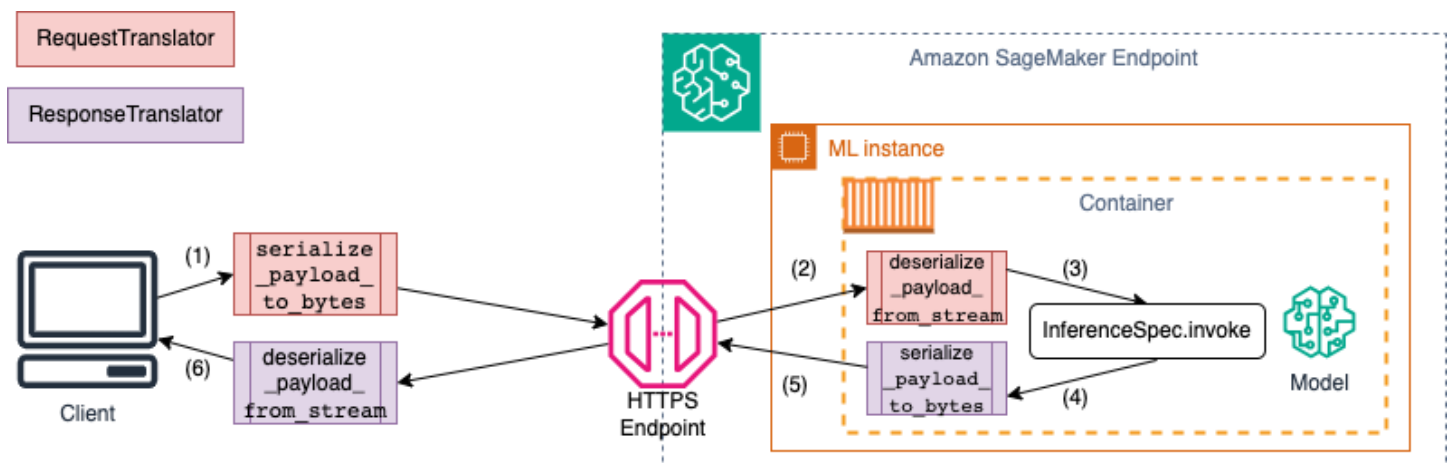 RequestTranslator
ResponseTranslator
Amazon SageMaker Endpoint
ML instance
Container
(1)
serialize
_payload_
to_bytes
(2)
deserialize
_payload_
from_stream
(3)
InferenceSpec.invoke
Model
(4)
serialize
_payload_
to_bytes
(5)
HTTPS
Endpoint
deserialize
_payload_
from_stream
(6)
Client